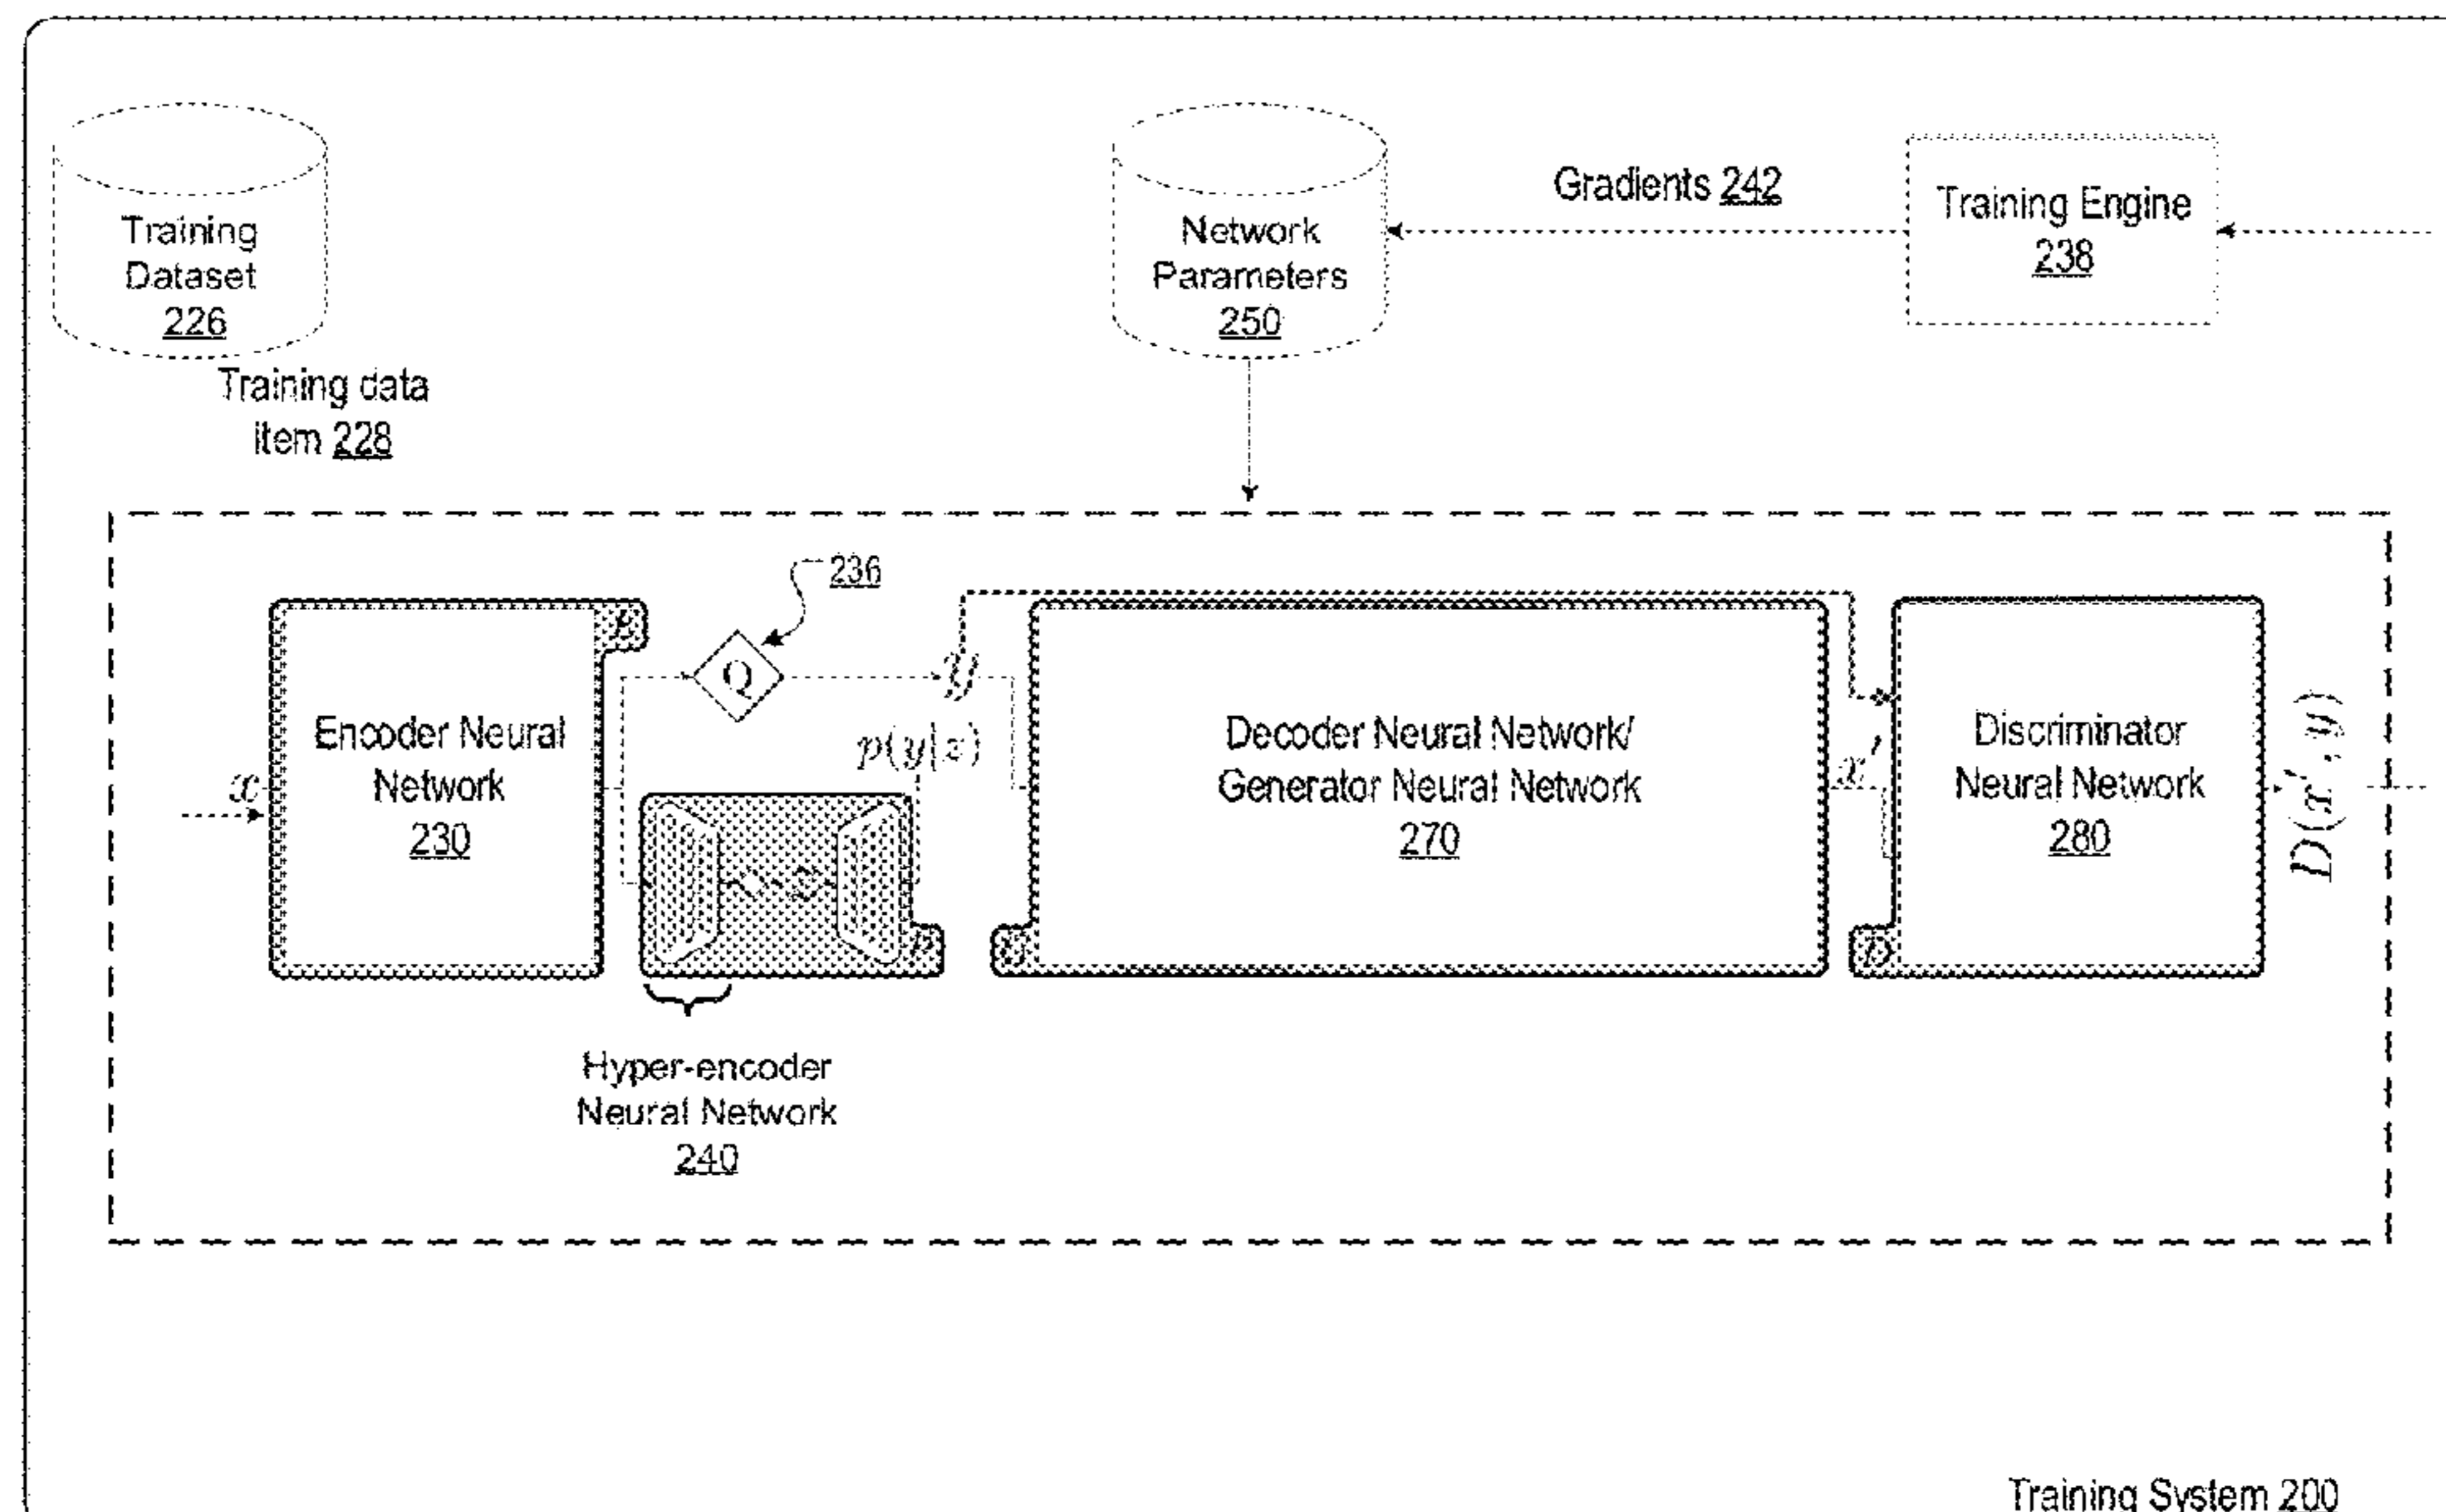 Training
Dataset
226
Training data
item 228
Network
Parameters
250
Gradients 242
Training Engine
238
236
E
Q
y
p(y|z)
x
Encoder Neural
Network
230
z
P
Hyper-encoder
Neural Network
240
G
Decoder Neural Network/
Generator Neural Network
270
x′
D
Discriminator
Neural Network
280
D(x′, y)
Training System 200